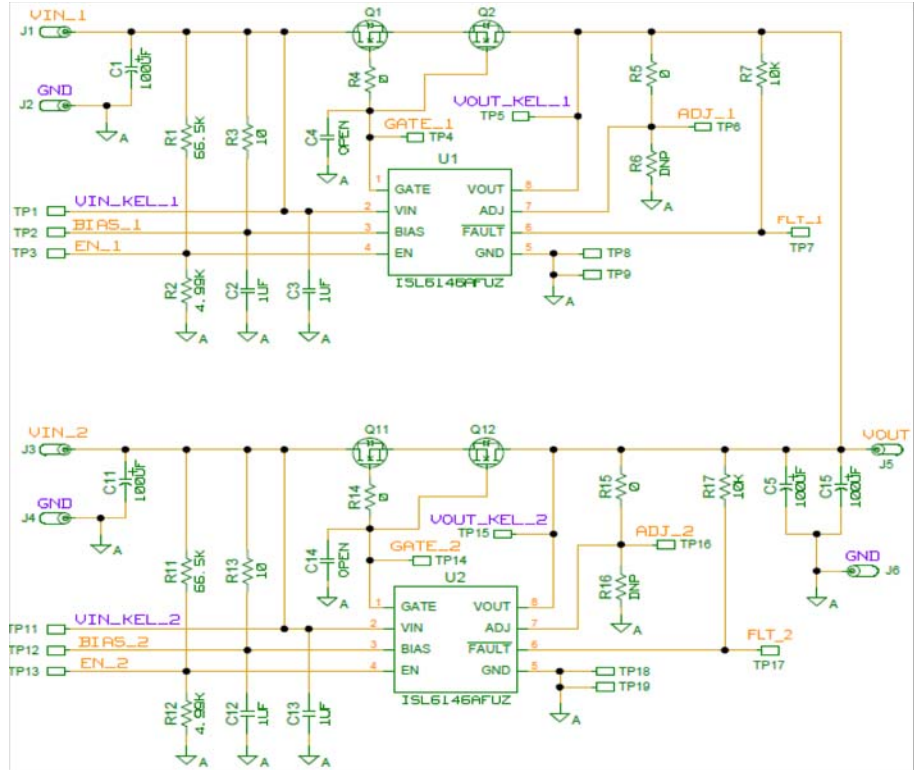 VIN_1
J1
Q1
Q2
C1
100UF
R4
0
R5
0
R7
10K
GND
J2
A
R1
66.5K
R3
10
C4
OPEN
A
GATE_1
TP4
VOUT_KEL_1
TP5
ADJ_1
TP6
R6
DNP
A
U1
1 GATE VOUT 8
TP1 VIN_KEL_1 2 VIN ADJ 7
TP2 BIAS_1 3 BIAS FAULT 6
FLT_1
TP7
TP3 EN_1 4 EN GND 5 TP8
TP9
A
ISL6146AFUZ
R2
4.99K
C2
1UF
C3
1UF
A
A
A
VIN_2
J3
Q11
Q12
VOUT
J5
C11
100UF
R14
0
R15
0
R17
10K
C5
100UF
C15
100UF
GND
J4
A
R11
66.5K
R13
10
C14
OPEN
A
GATE_2
TP14
VOUT_KEL_2
TP15
ADJ_2
TP16
R16
DNP
A
GND
J6
A
U2
1 GATE VOUT 8
TP11 VIN_KEL_2 2 VIN ADJ 7
TP12 BIAS_2 3 BIAS FAULT 6
FLT_2
TP17
TP13 EN_2 4 EN GND 5 TP18
TP19
A
ISL6146AFUZ
R12
4.99K
C12
1UF
C13
1UF
A
A
A